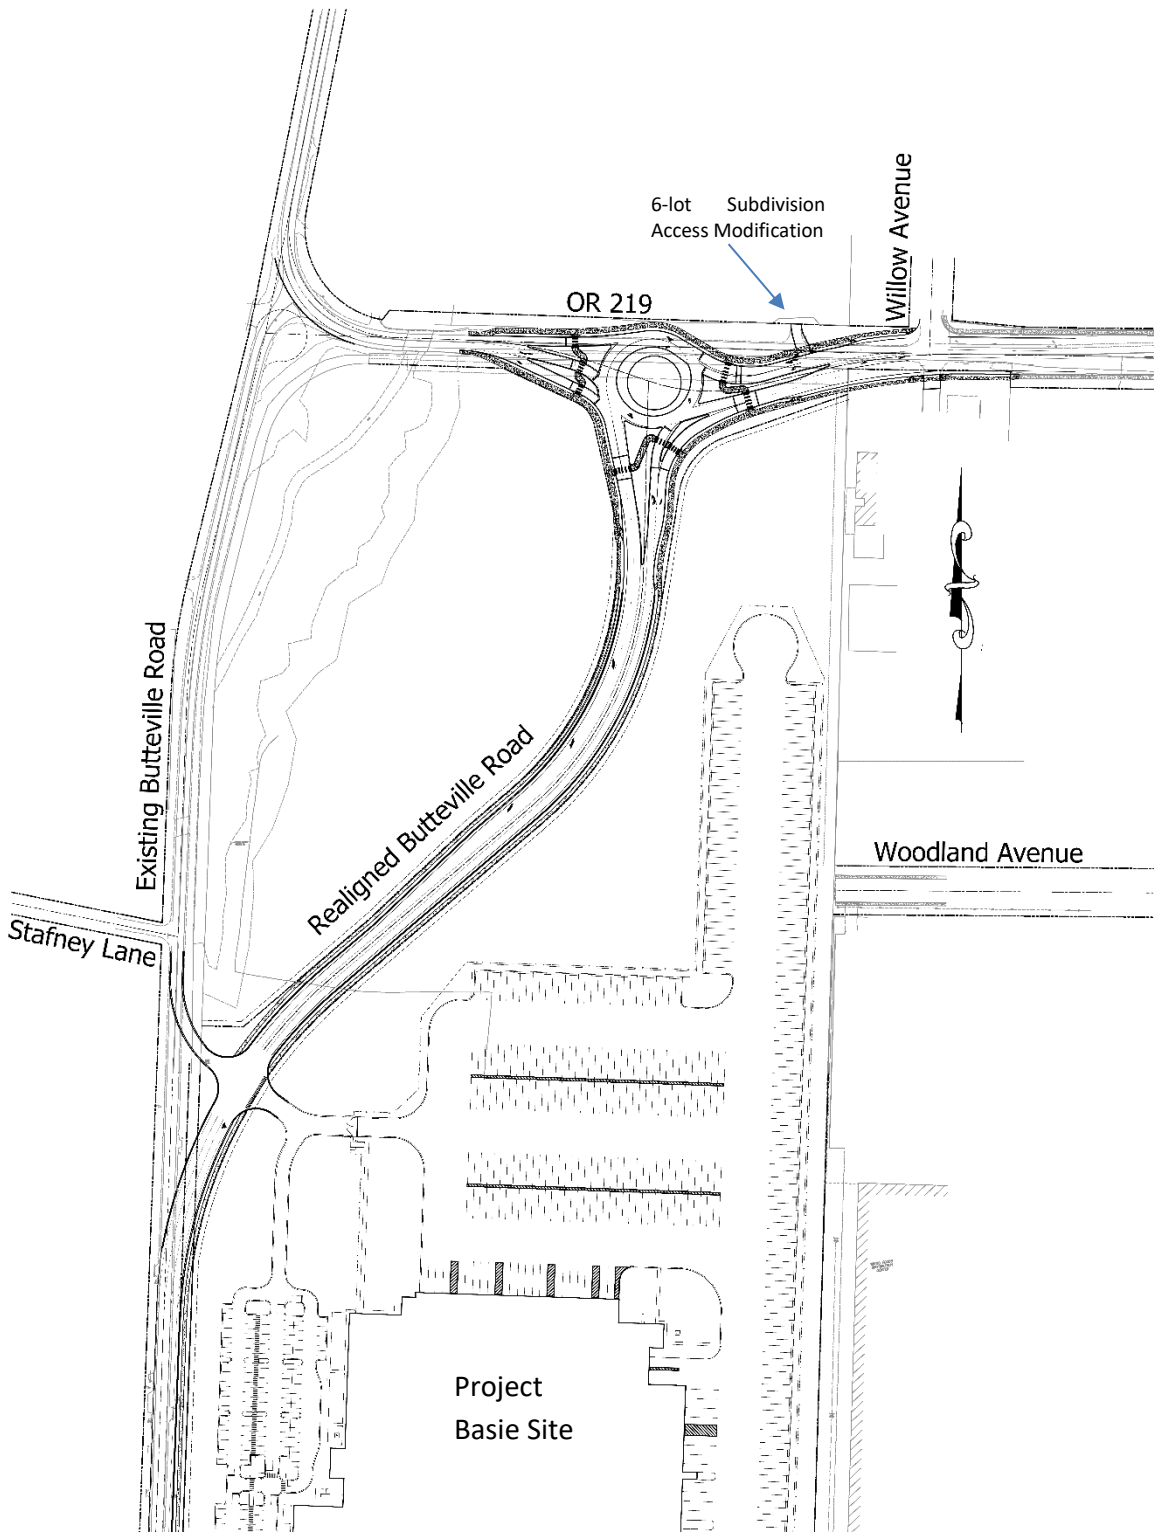 6-lot Subdivision
Access Modification
Willow Avenue
OR 219
Existing Butteville Road
Realigned Butteville Road
Woodland Avenue
Stafney Lane
Project
Basie Site